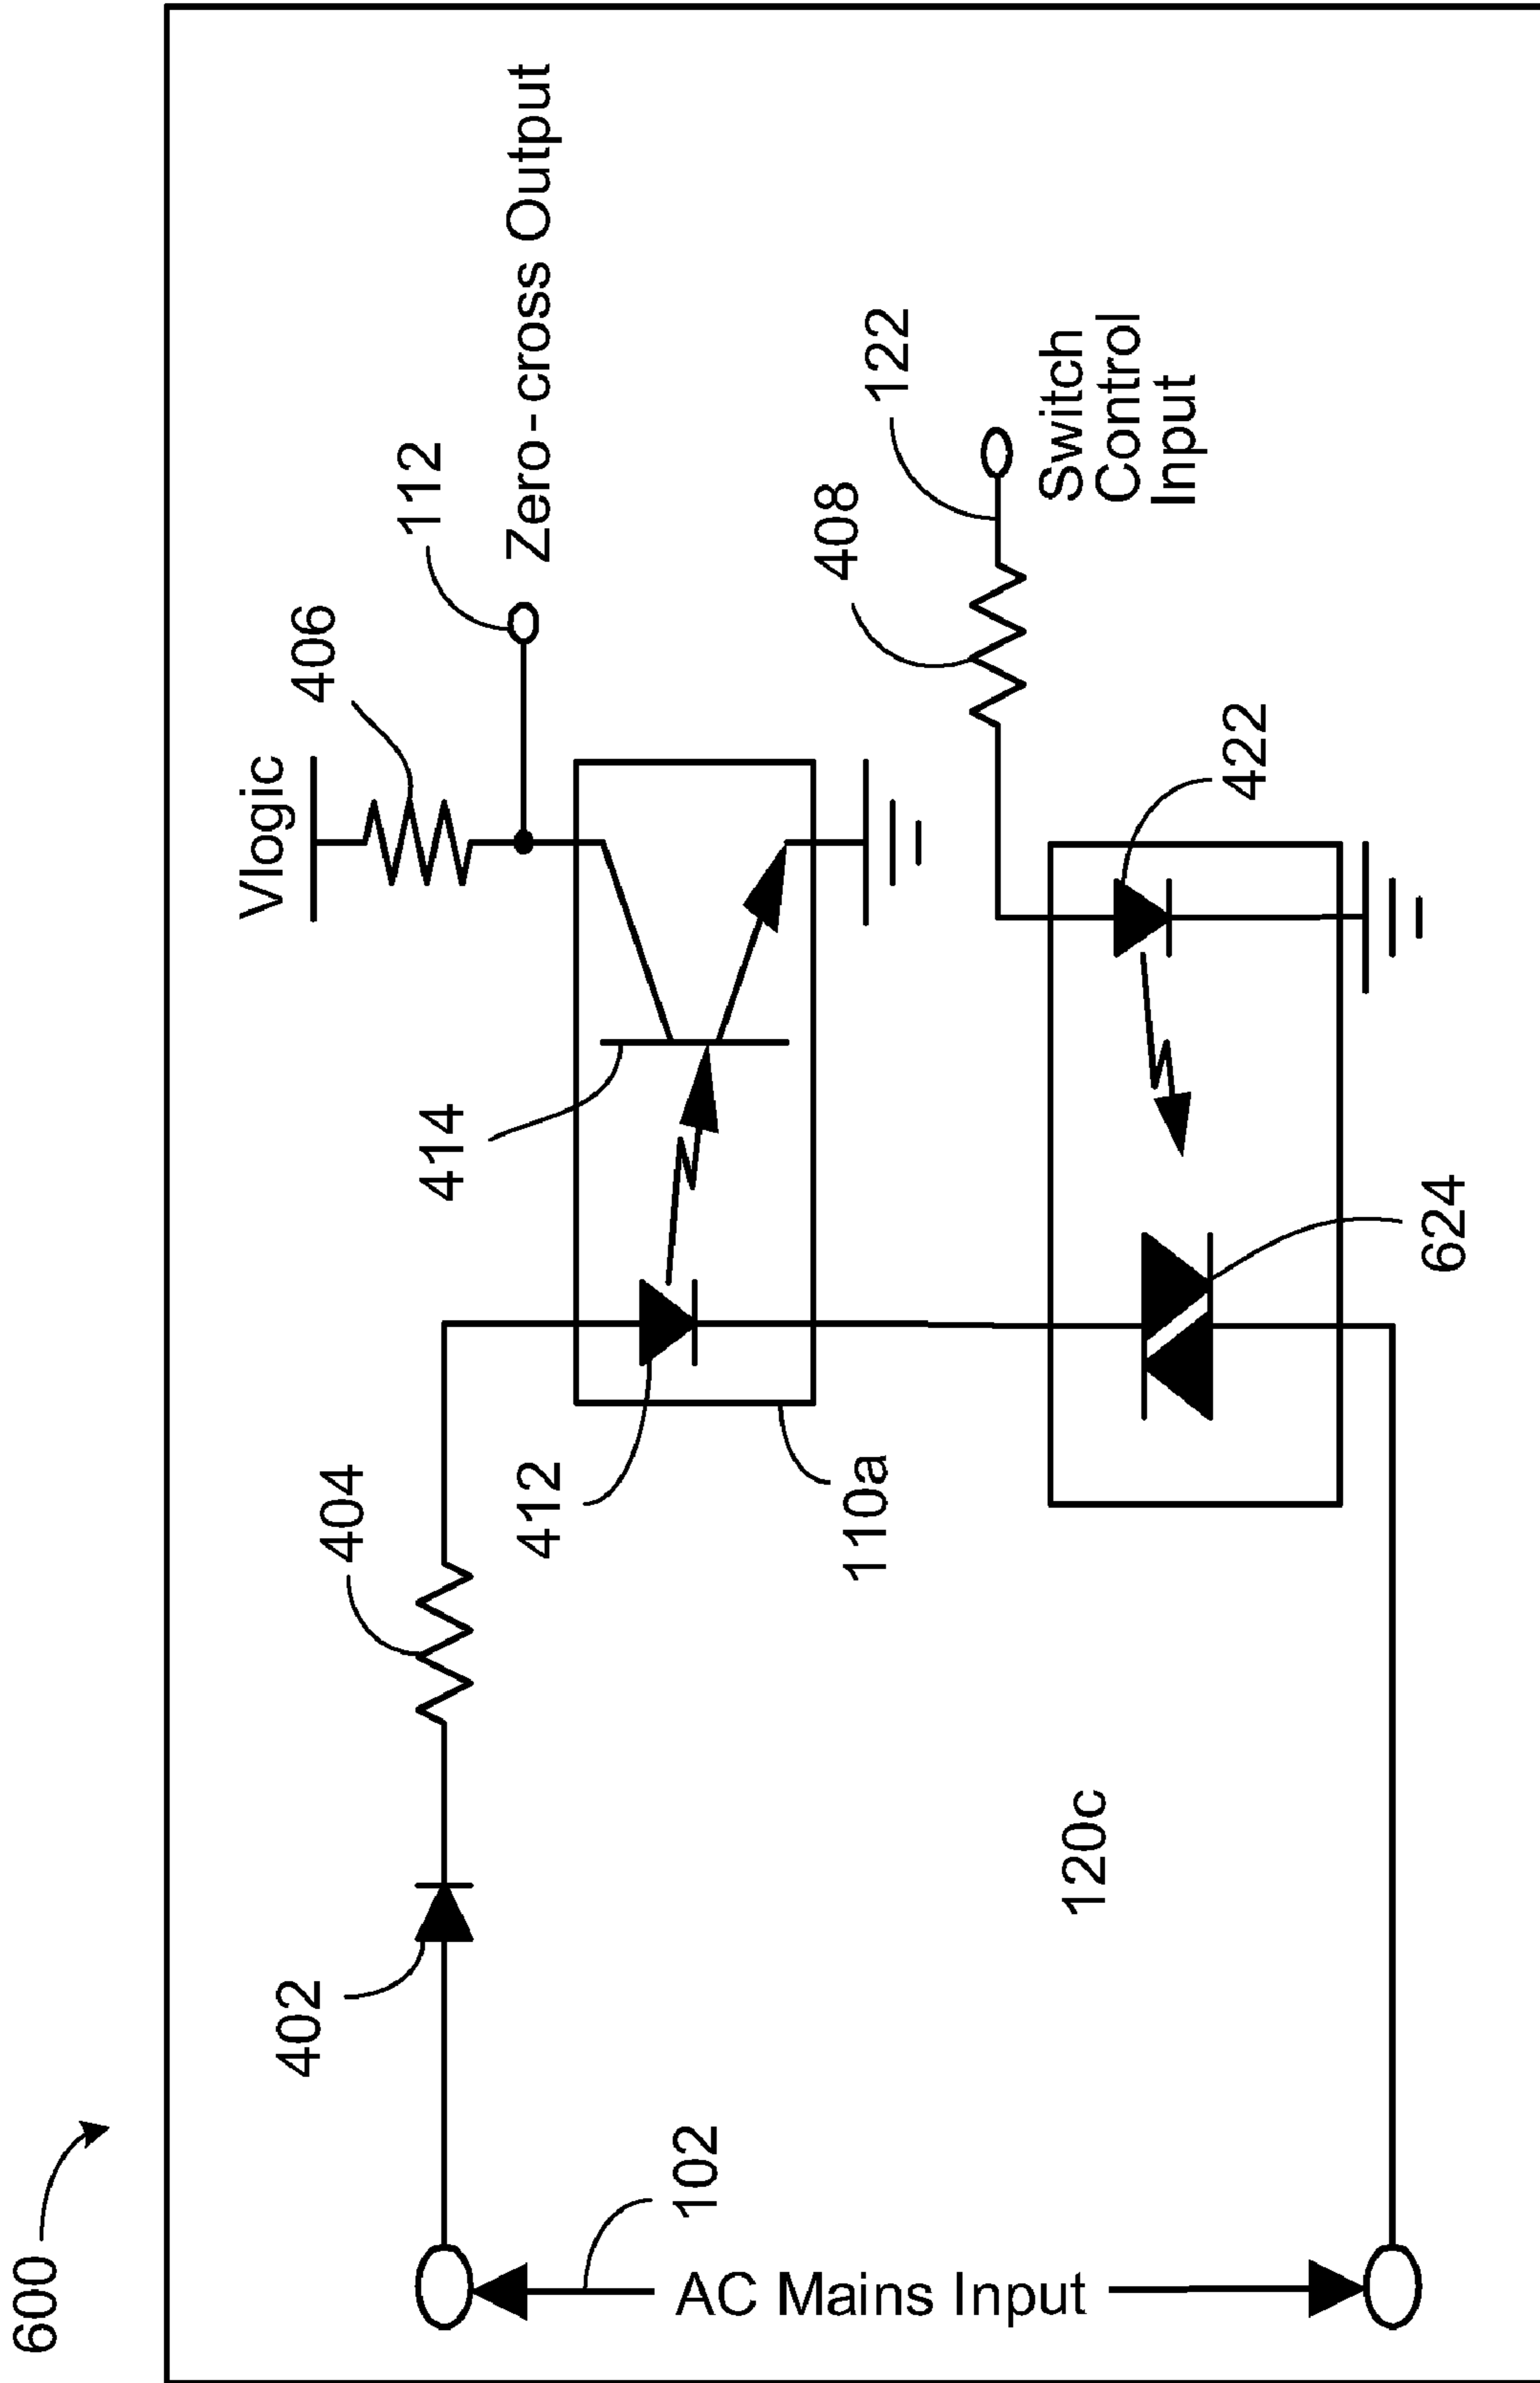 600
Vlogic
406
112
Zero-cross Output
404
414
402
412
110a
408
122
Switch
Control
Input
102
AC Mains Input
120c
422
624